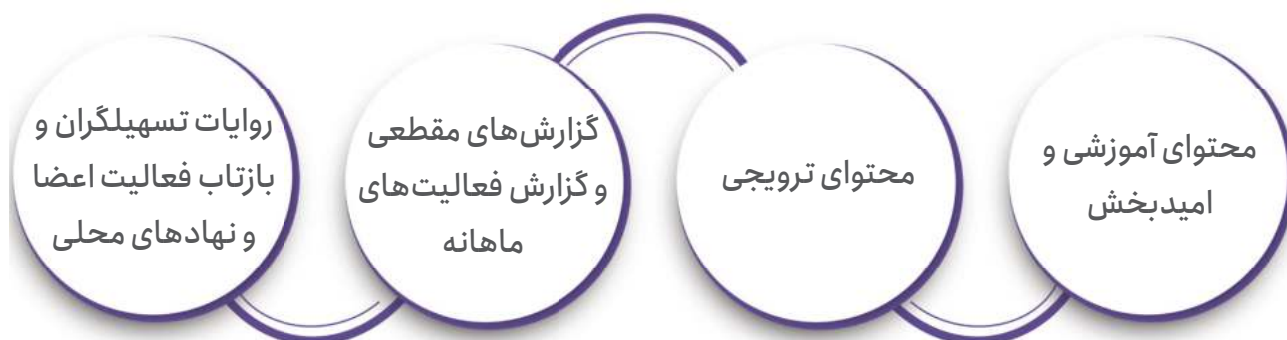 محتوای آموزشی و
امیدبخش
محتوای ترویجی
گزارش‌های مقطعی
و گزارش فعالیت‌های
ماهانه
روایات تسهیلگران و
بازتاب فعالیت اعضا
و نهادهای محلی